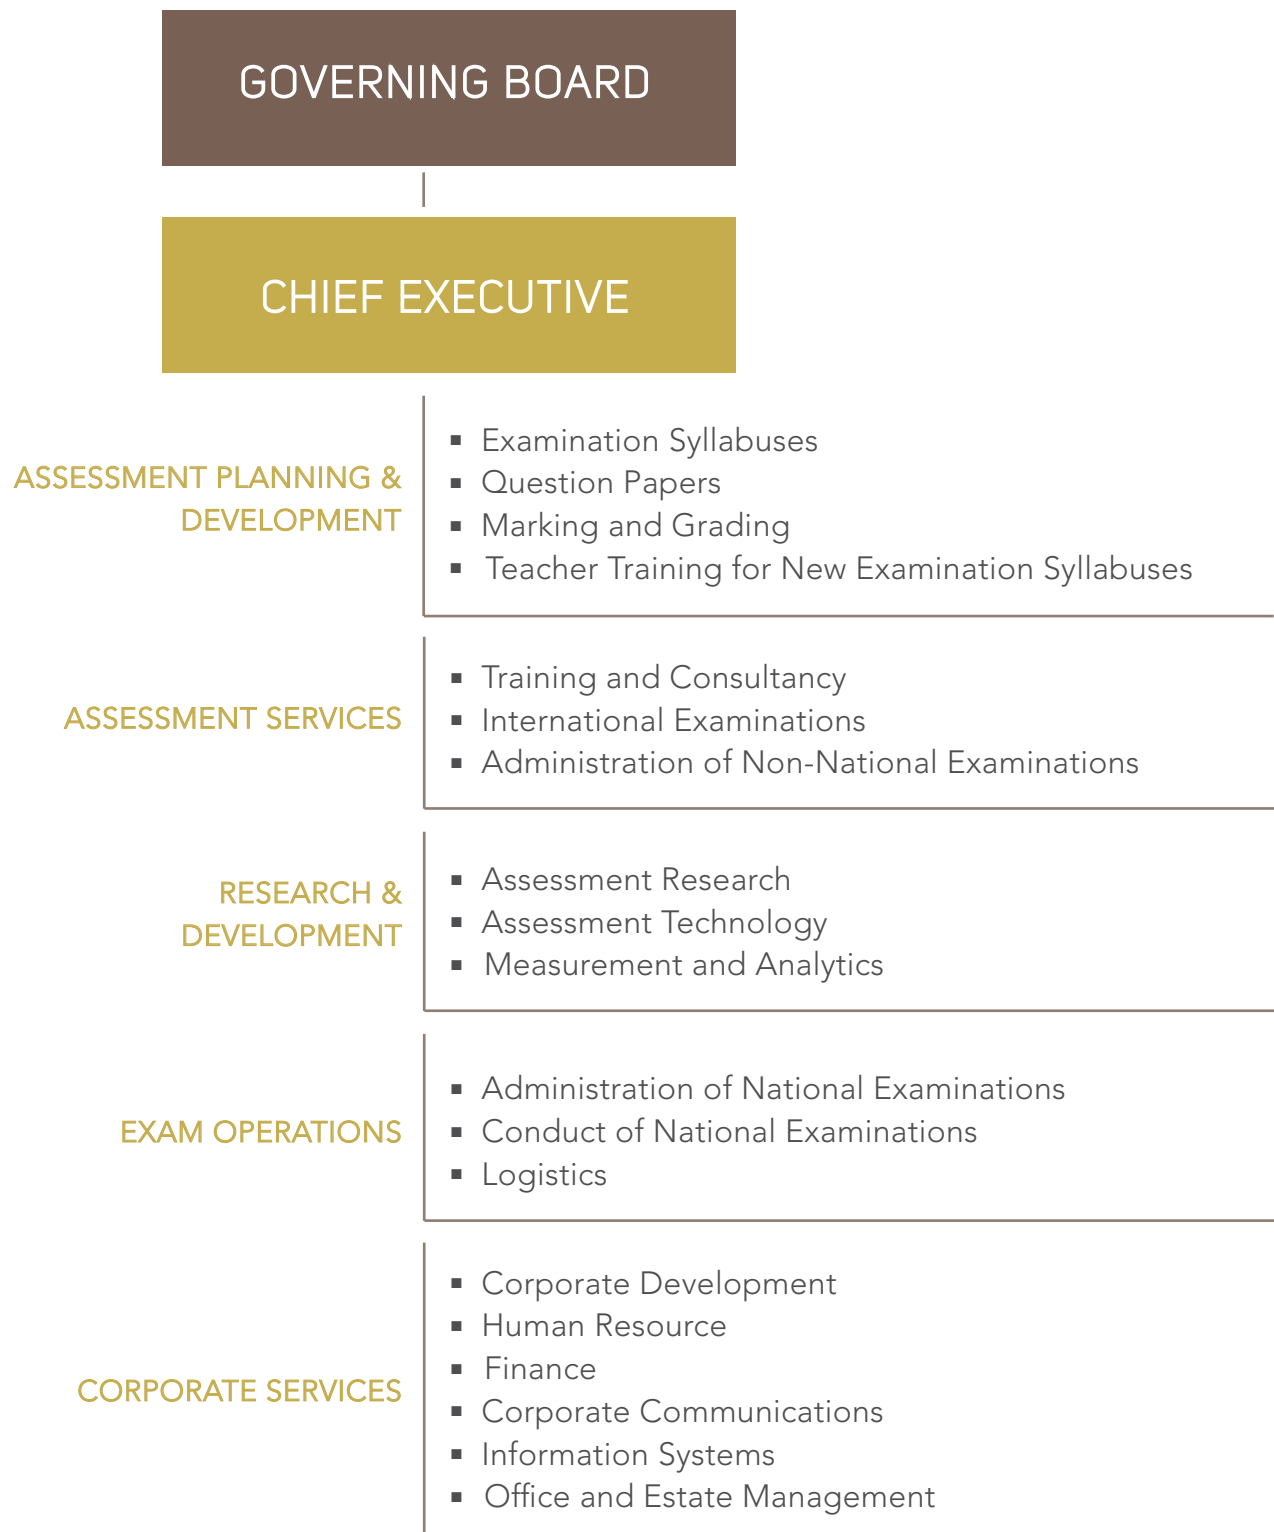 GOVERNING BOARD
CHIEF EXECUTIVE
ASSESSMENT PLANNING &
DEVELOPMENT
▪ Examination Syllabuses
▪ Question Papers
▪ Marking and Grading
▪ Teacher Training for New Examination Syllabuses
ASSESSMENT SERVICES
▪ Training and Consultancy
▪ International Examinations
▪ Administration of Non-National Examinations
RESEARCH &
DEVELOPMENT
▪ Assessment Research
▪ Assessment Technology
▪ Measurement and Analytics
EXAM OPERATIONS
▪ Administration of National Examinations
▪ Conduct of National Examinations
▪ Logistics
CORPORATE SERVICES
▪ Corporate Development
▪ Human Resource
▪ Finance
▪ Corporate Communications
▪ Information Systems
▪ Office and Estate Management